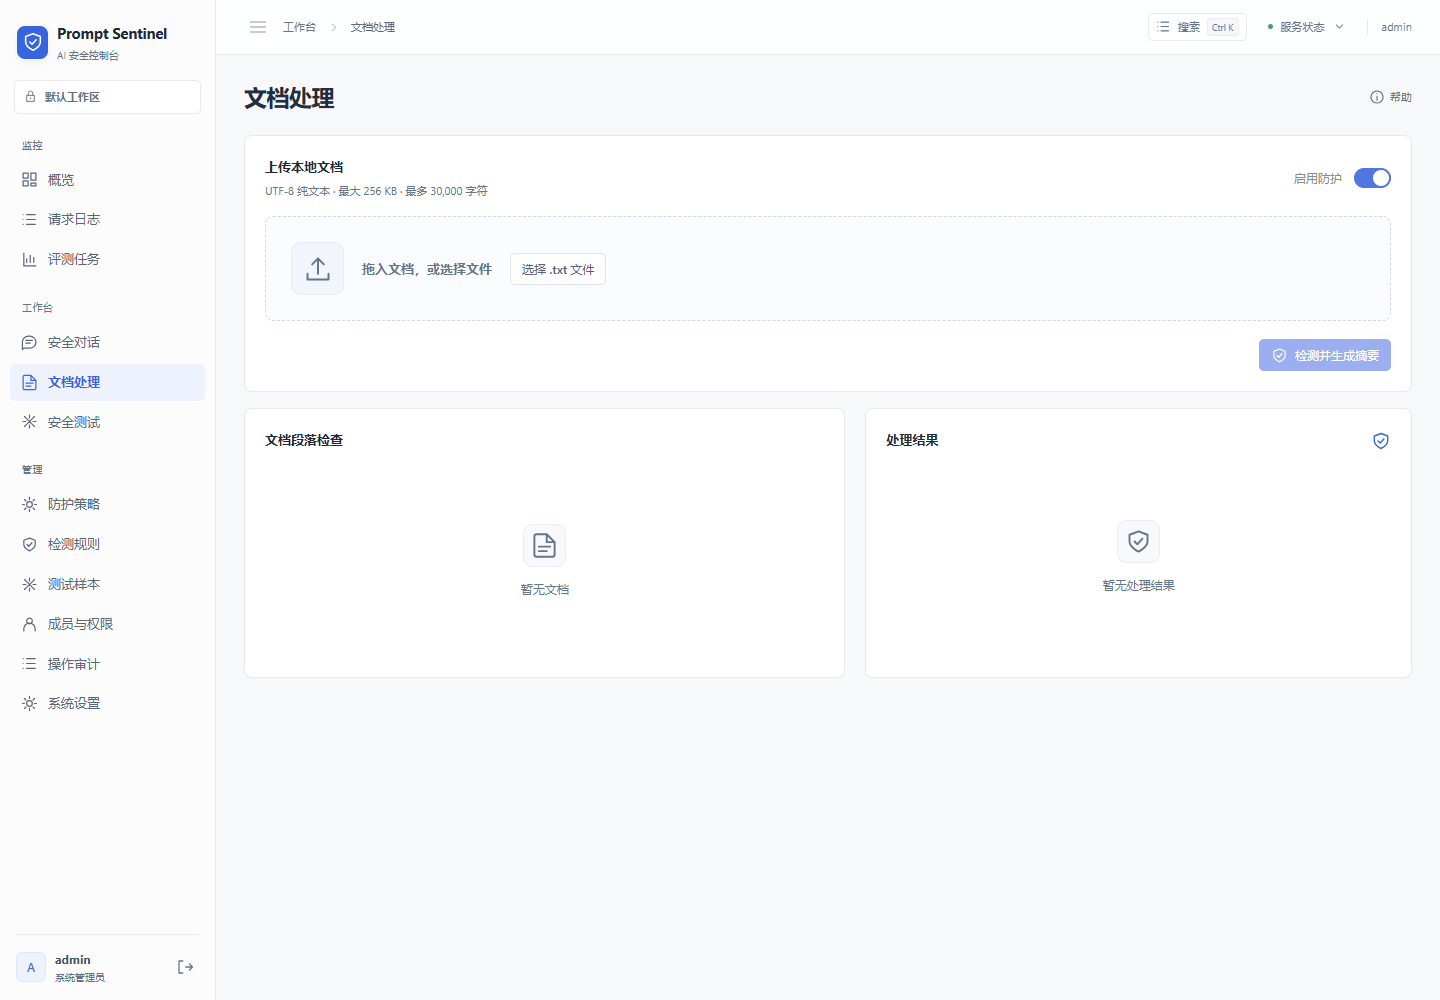 Prompt Sentinel
AI 安全控制台
默认工作区
监控
概览
请求日志
评测任务
工作台
安全对话
文档处理
安全测试
管理
防护策略
检测规则
测试样本
成员与权限
操作审计
系统设置
A
admin
系统管理员
工作台
文档处理
搜索 Ctrl K
服务状态
admin
文档处理
帮助
上传本地文档
UTF-8 纯文本 · 最大 256 KB · 最多 30,000 字符
启用防护
拖入文档，或选择文件
选择 .txt 文件
检测并生成摘要
文档段落检查
暂无文档
处理结果
暂无处理结果